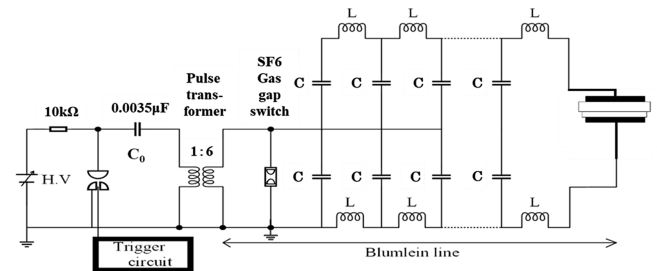 L
L
L
SF6
Gas
gap
switch
Pulse
trans-
former
C
C
C
10kΩ
0.0035μF
C₀
1:6
H.V
C
C
C
L
L
L
Trigger
circuit
Blumlein line